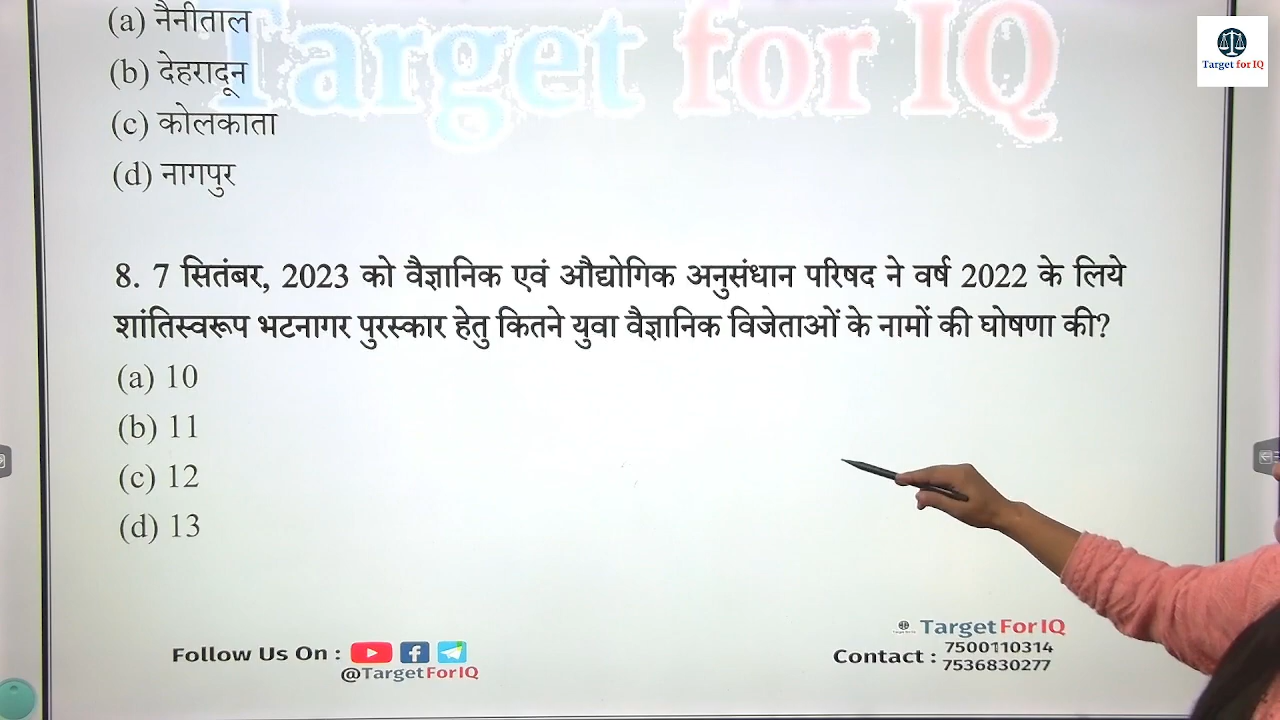 Target for IQ
(a) नैनीताल
Target for IQ
(b) देहरादून
(c) कोलकाता
(d) नागपुर
8. 7 सितंबर, 2023 को वैज्ञानिक एवं औद्योगिक अनुसंधान परिषद ने वर्ष 2022 के लिये
शांतिस्वरूप भटनागर पुरस्कार हेतु कितने युवा वैज्ञानिक विजेताओं के नामों की घोषणा की?
(a) 10
(b) 11
(c) 12
(d) 13
Follow Us On :
@TargetForIQ
TargetForIQ
Contact : 7500110314
7536830277